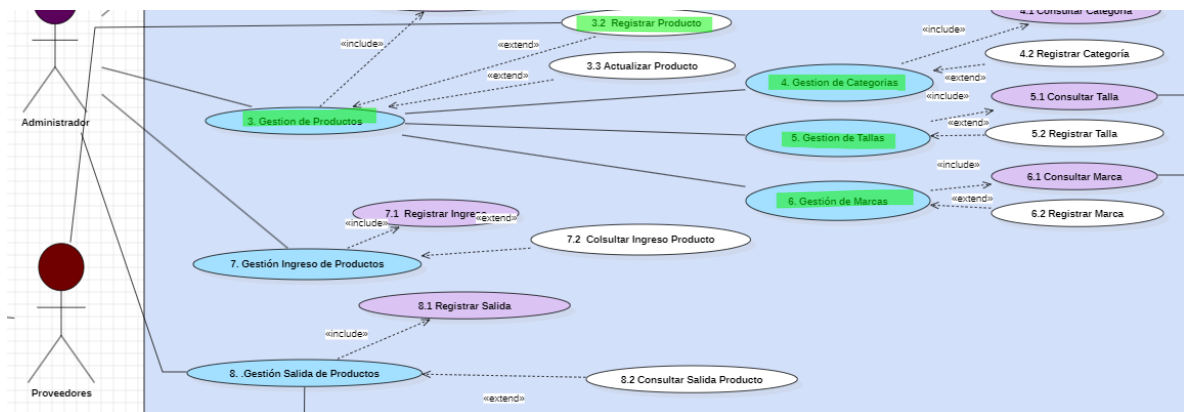 4.1 Consultar Categoría
3.2 Registrar Producto
«include»
«include»
«extend»
4.2 Registrar Categoría
3.3 Actualizar Producto
«extend»
«extend»
4. Gestion de Categorias
«include»
5.1 Consultar Talla
Administrador
3. Gestion de Productos
«extend»
5. Gestion de Tallas
5.2 Registrar Talla
«include»
6.1 Consultar Marca
«extend»
6. Gestión de Marcas
6.2 Registrar Marca
7.1 Registrar Ingreso
«extend»
«include»
7.2 Colsultar Ingreso Producto
7. Gestión Ingreso de Productos
8.1 Registrar Salida
«include»
8. .Gestión Salida de Productos
8.2 Consultar Salida Producto
Proveedores
«extend»